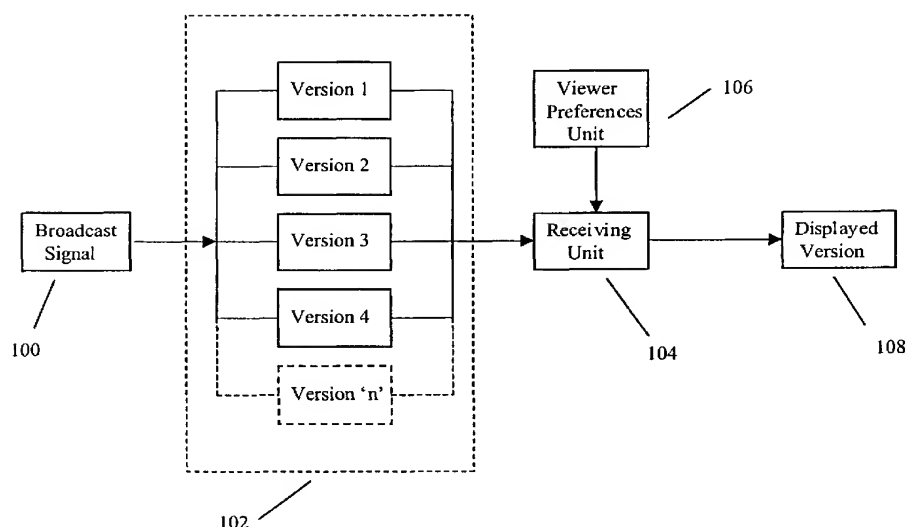 Version 1
Viewer
Preferences
Unit
106
Version 2
Broadcast
Signal
Version 3
Receiving
Unit
Displayed
Version
Version 4
100
104
108
Version ‘n’
102